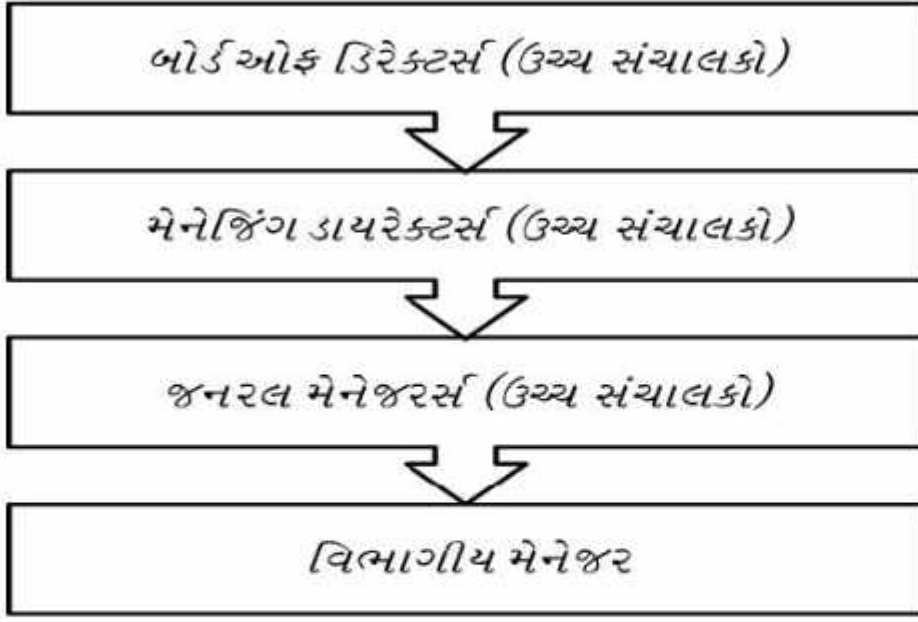 બોર્ડ ઓફ ડિરેક્ટર્સ (ઉચ્ચ સંચાલકો)
મેનેજિંગ ડાયરેક્ટર્સ (ઉચ્ચ સંચાલકો)
જનરલ મેનેજરર્સ (ઉચ્ચ સંચાલકો)
વિભાગીય મેનેજર